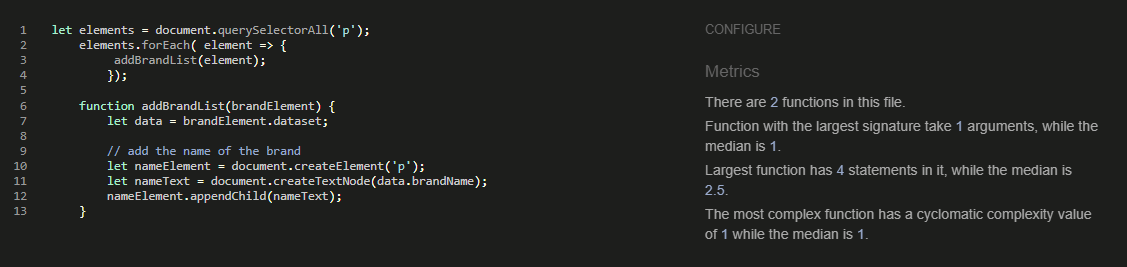 1 let elements = document.querySelectorAll('p');
2 elements.forEach( element => {
3 addBrandList(element);
4 });
5
6 function addBrandList(brandElement) {
7 let data = brandElement.dataset;
8
9 // add the name of the brand
10 let nameElement = document.createElement('p');
11 let nameText = document.createTextNode(data.brandName);
12 nameElement.appendChild(nameText);
13 }
CONFIGURE
Metrics
There are 2 functions in this file.
Function with the largest signature take 1 arguments, while the
median is 1.
Largest function has 4 statements in it, while the median is
2.5.
The most complex function has a cyclomatic complexity value
of 1 while the median is 1.